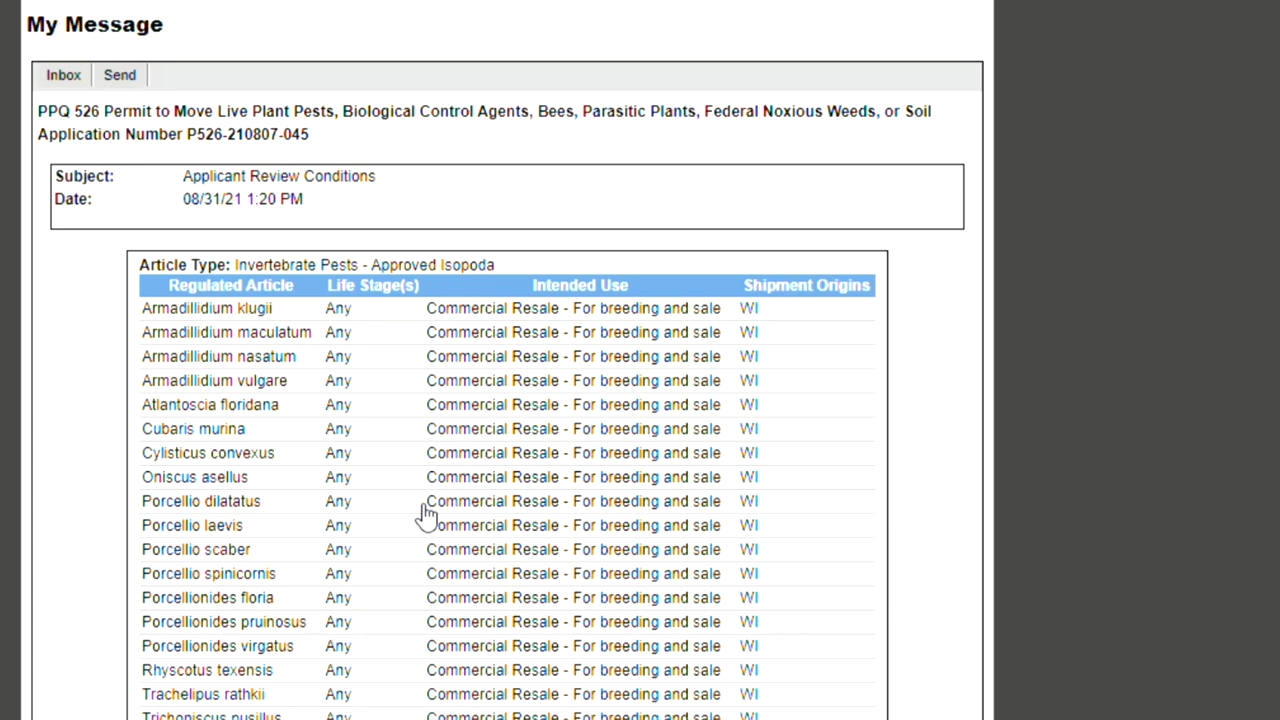 My Message
Inbox Send
PPQ 526 Permit to Move Live Plant Pests, Biological Control Agents, Bees, Parasitic Plants, Federal Noxious Weeds, or Soil
Application Number P526-210807-045
Subject: Applicant Review Conditions
Date: 08/31/21 1:20 PM
Article Type: Invertebrate Pests - Approved Isopoda
Regulated Article Life Stage(s) Intended Use Shipment Origins
Armadillidium klugii Any Commercial Resale - For breeding and sale WI
Armadillidium maculatum Any Commercial Resale - For breeding and sale WI
Armadillidium nasatum Any Commercial Resale - For breeding and sale WI
Armadillidium vulgare Any Commercial Resale - For breeding and sale WI
Atlantoscia floridana Any Commercial Resale - For breeding and sale WI
Cubaris murina Any Commercial Resale - For breeding and sale WI
Cylisticus convexus Any Commercial Resale - For breeding and sale WI
Oniscus asellus Any Commercial Resale - For breeding and sale WI
Porcellio dilatatus Any Commercial Resale - For breeding and sale WI
Porcellio laevis Any Commercial Resale - For breeding and sale WI
Porcellio scaber Any Commercial Resale - For breeding and sale WI
Porcellio spinicornis Any Commercial Resale - For breeding and sale WI
Porcellionides floria Any Commercial Resale - For breeding and sale WI
Porcellionides pruinosus Any Commercial Resale - For breeding and sale WI
Porcellionides virgatus Any Commercial Resale - For breeding and sale WI
Rhyscotus texensis Any Commercial Resale - For breeding and sale WI
Trachelipus rathkii Any Commercial Resale - For breeding and sale WI
Trichoniscus pusillus Any Commercial Resale - For breeding and sale WI